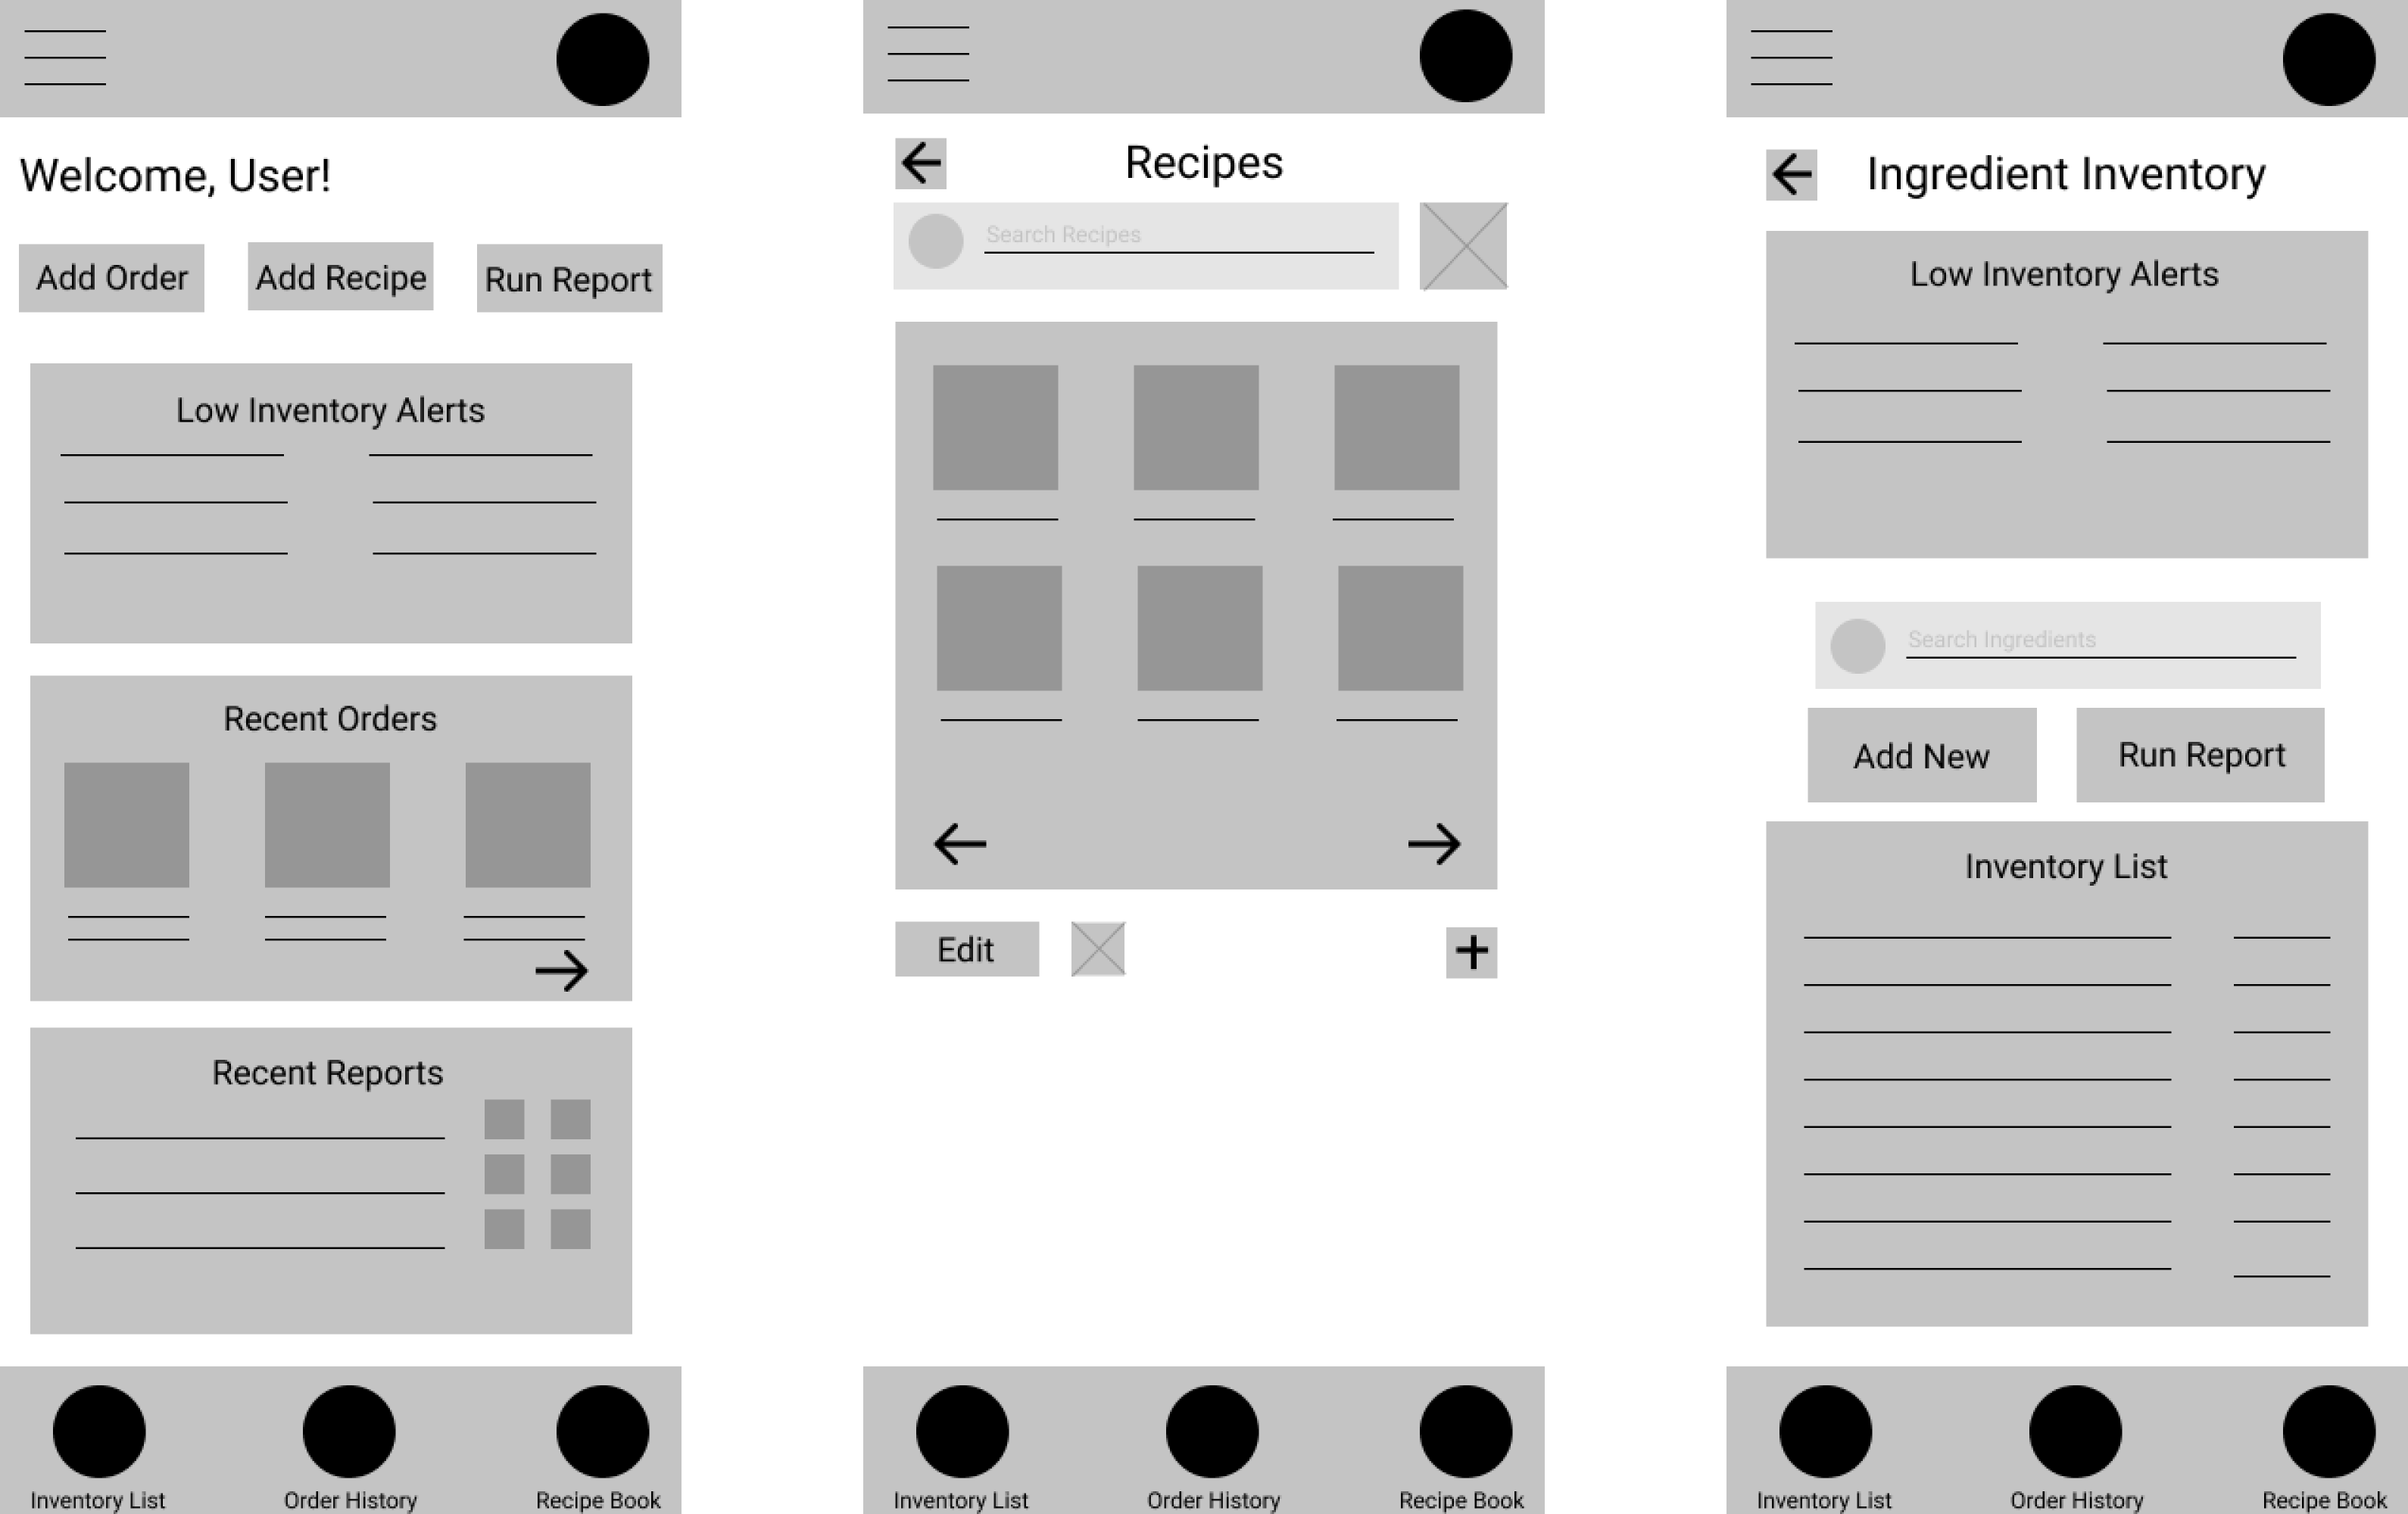 Welcome, User!
Add Order
Add Recipe
Run Report
Low Inventory Alerts
Recent Orders
Recent Reports
Inventory List
Order History
Recipe Book
Recipes
Search Recipes
Edit
Inventory List
Order History
Recipe Book
Ingredient Inventory
Low Inventory Alerts
Search Ingredients
Add New
Run Report
Inventory List
Inventory List
Order History
Recipe Book